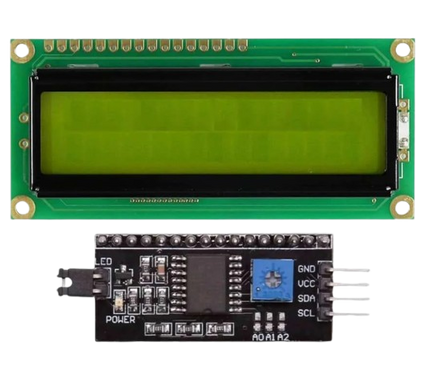 LED
GND
VCC
SDA
SCL
POWER
A0 A1 A2